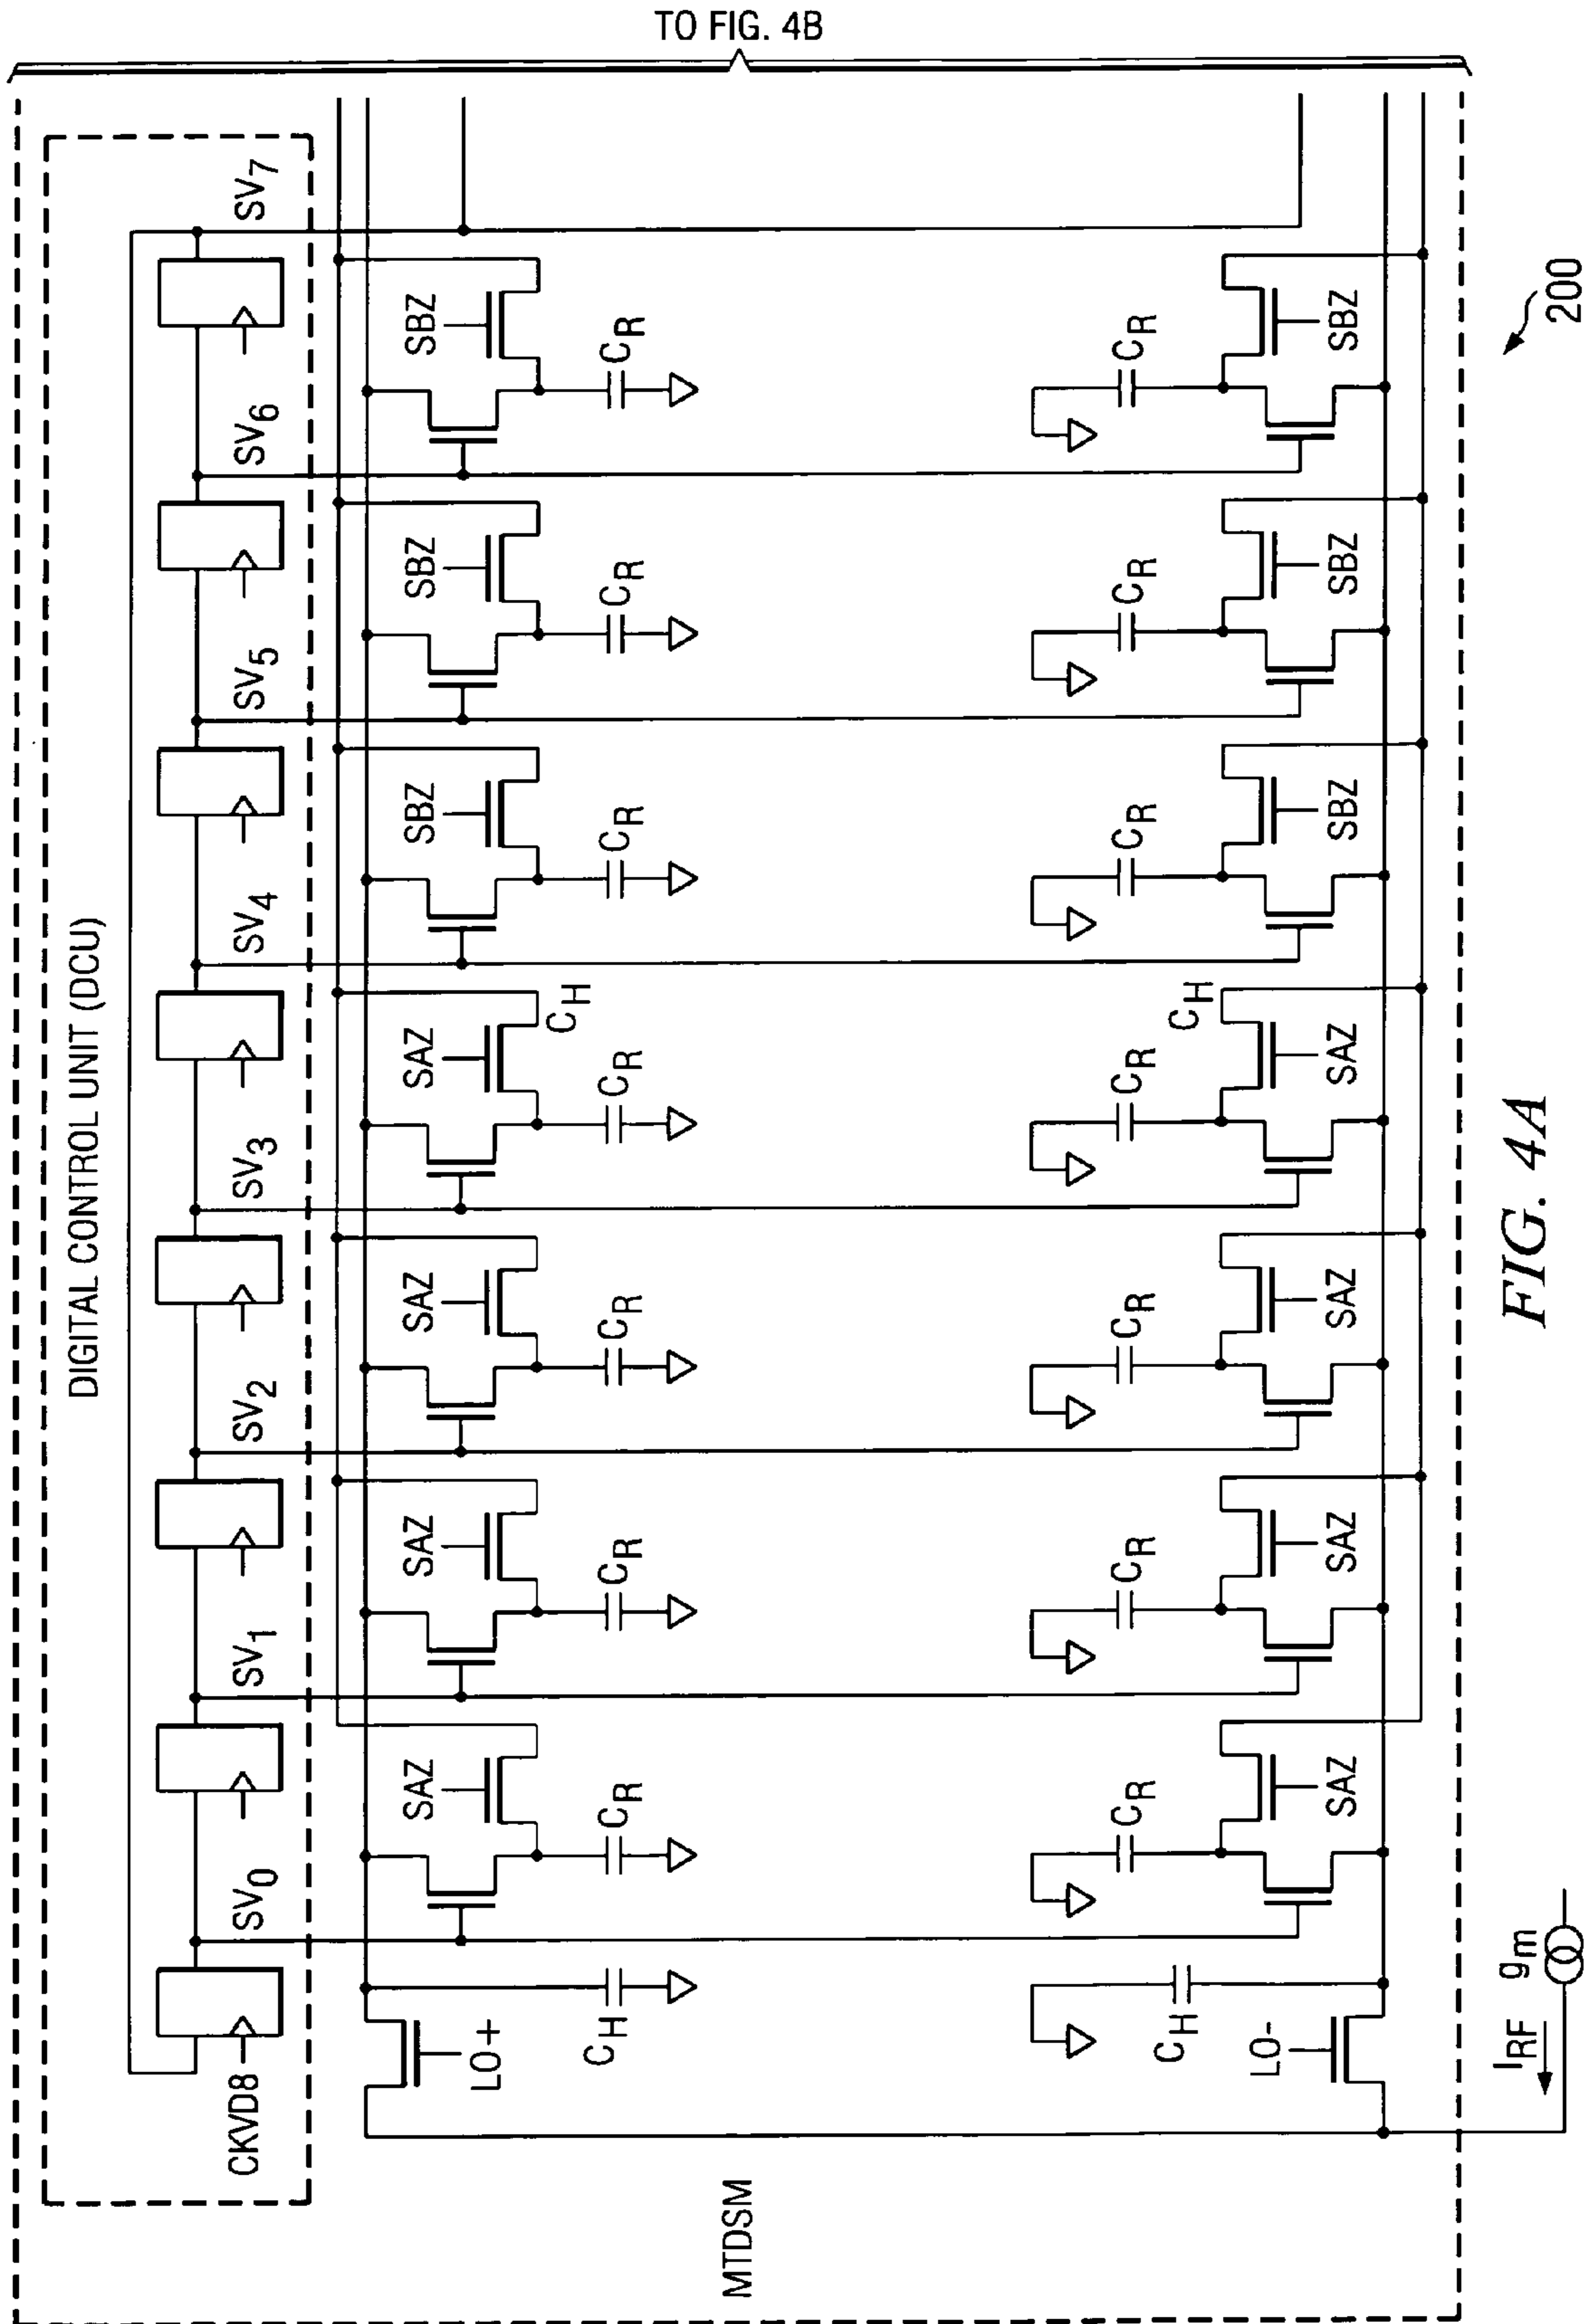 TO FIG. 4B
DIGITAL CONTROL UNIT (DCU)
CKVD8
SV0
SV1
SV2
SV3
SV4
SV5
SV6
SV7
LO+
CH
SAZ
CR
SAZ
CR
SAZ
CR
SAZ
CH
CR
SBZ
CR
SBZ
CR
SBZ
CR
MTDSM
LO-
CH
CR
SAZ
CR
SAZ
CR
SAZ
CR
CH
SAZ
CR
SBZ
CR
SBZ
CR
SBZ
IRF
gm
200
FIG. 4A